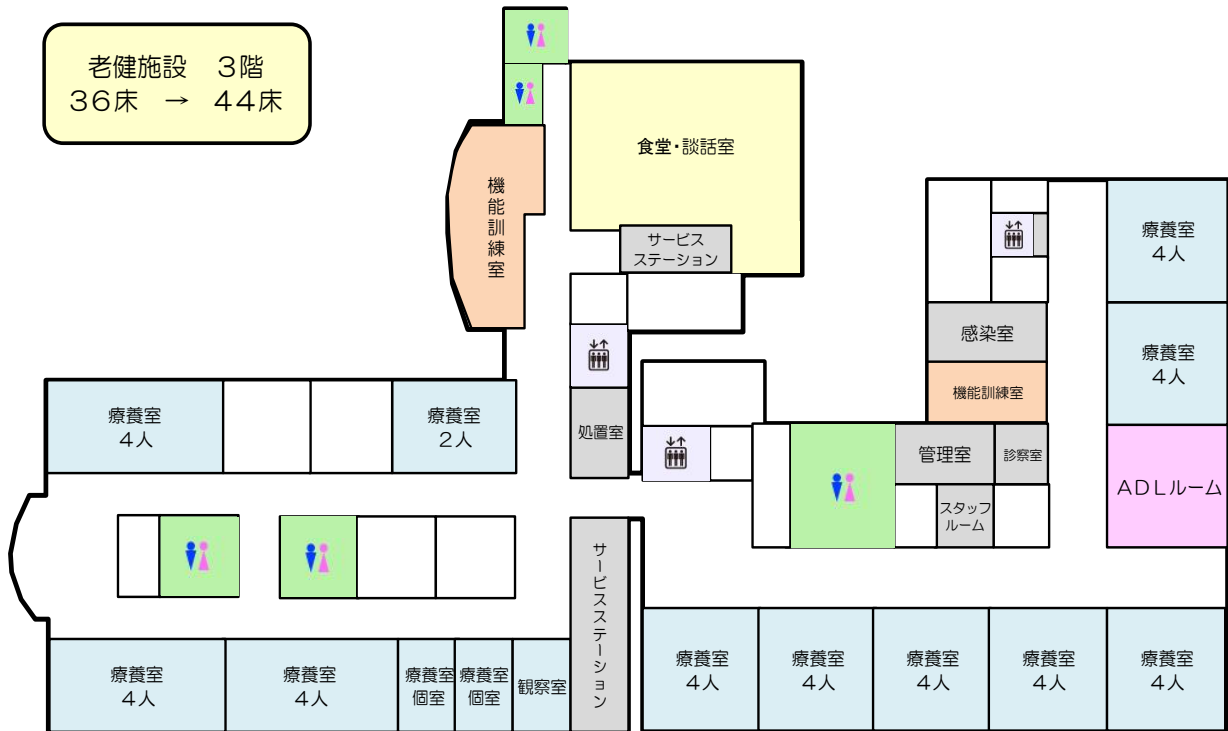 老健施設　３階
３６床　→　４４床
食堂・談話室
機能訓練室
サービス
ステーション
療養室
４人
感染室
療養室
４人
機能訓練室
療養室
４人
療養室
２人
処置室
管理室
診察室
ＡＤＬルーム
スタッフ
ルーム
サービスステーション
療養室
４人
療養室
４人
療養室
個室
療養室
個室
観察室
療養室
４人
療養室
４人
療養室
４人
療養室
４人
療養室
４人